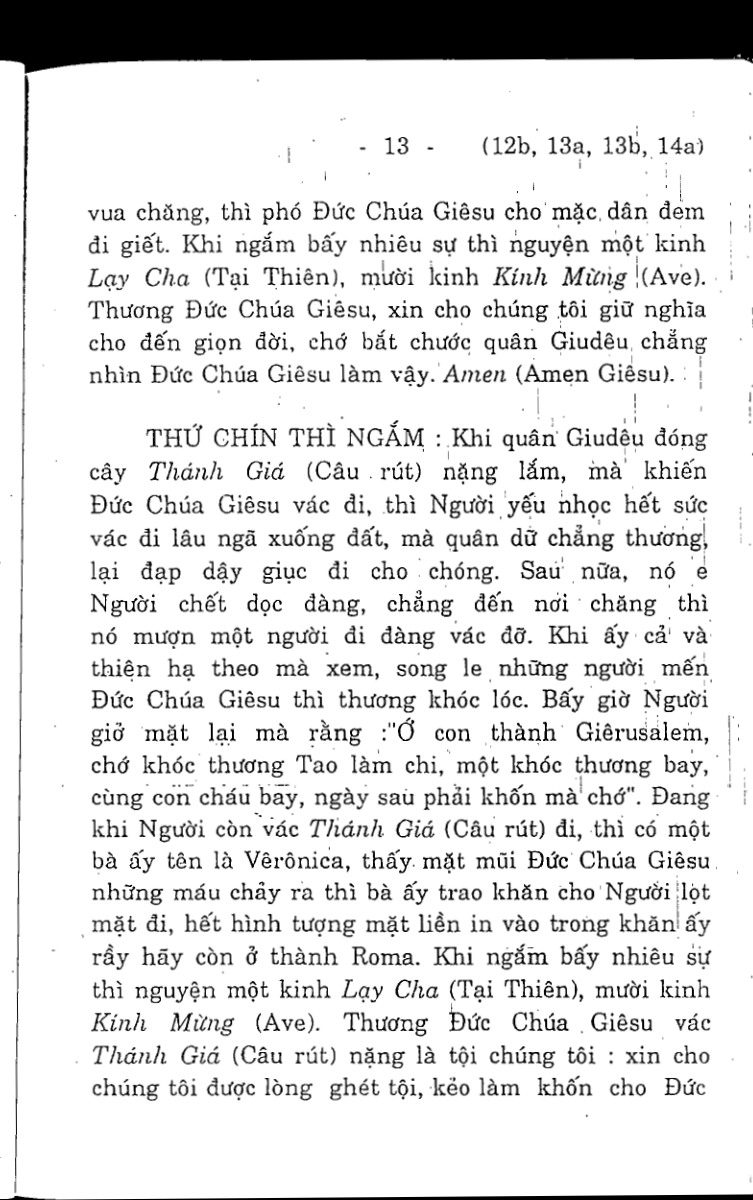 - 13 - (12b, 13a, 13b, 14a)
vua chăng, thì phó Đức Chúa Giêsu cho mặc dân đem
đi giết. Khi ngắm bấy nhiêu sự thì nguyện một kinh
Lạy Cha (Tại Thiên), mười kinh Kính Mừng (Ave).
Thương Đức Chúa Giêsu, xin cho chúng tôi giữ nghĩa
cho đến giọn đời, chớ bắt chước quân Giudêu chẳng
nhìn Đức Chúa Giêsu làm vậy. Amen (Amen Giêsu).
THỨ CHÍN THÌ NGẮM : Khi quân Giudêu đóng
cây Thánh Giá (Câu rút) nặng lắm, mà khiến
Đức Chúa Giêsu vác đi, thì Người yếu nhọc hết sức
vác đi lâu ngã xuống đất, mà quân dữ chẳng thương,
lại đạp dậy giục đi cho chóng. Sau nữa, nó e
Người chết dọc đàng, chẳng đến nơi chăng thì
nó mượn một người đi đàng vác đỡ. Khi ấy cả và
thiện hạ theo mà xem, song le những người mến
Đức Chúa Giêsu thì thương khóc lóc. Bấy giờ Người
giở mặt lại mà rằng :"Ớ con thành Giêrusalem,
chớ khóc thương Tao làm chi, một khóc thương bay,
cùng con cháu bay, ngày sau phải khốn mà chớ". Đang
khi Người còn vác Thánh Giá (Câu rút) đi, thì có một
bà ấy tên là Vêrônica, thấy mặt mũi Đức Chúa Giêsu
những máu chảy ra thì bà ấy trao khăn cho Người lọt
mặt đi, hết hình tượng mặt liền in vào trong khăn ấy
rầy hãy còn ở thành Roma. Khi ngắm bấy nhiêu sự
thì nguyện một kinh Lạy Cha (Tại Thiên), mười kinh
Kính Mừng (Ave). Thương Đức Chúa Giêsu vác
Thánh Giá (Câu rút) nặng là tội chúng tôi : xin cho
chúng tôi được lòng ghét tội, kẻo làm khốn cho Đức